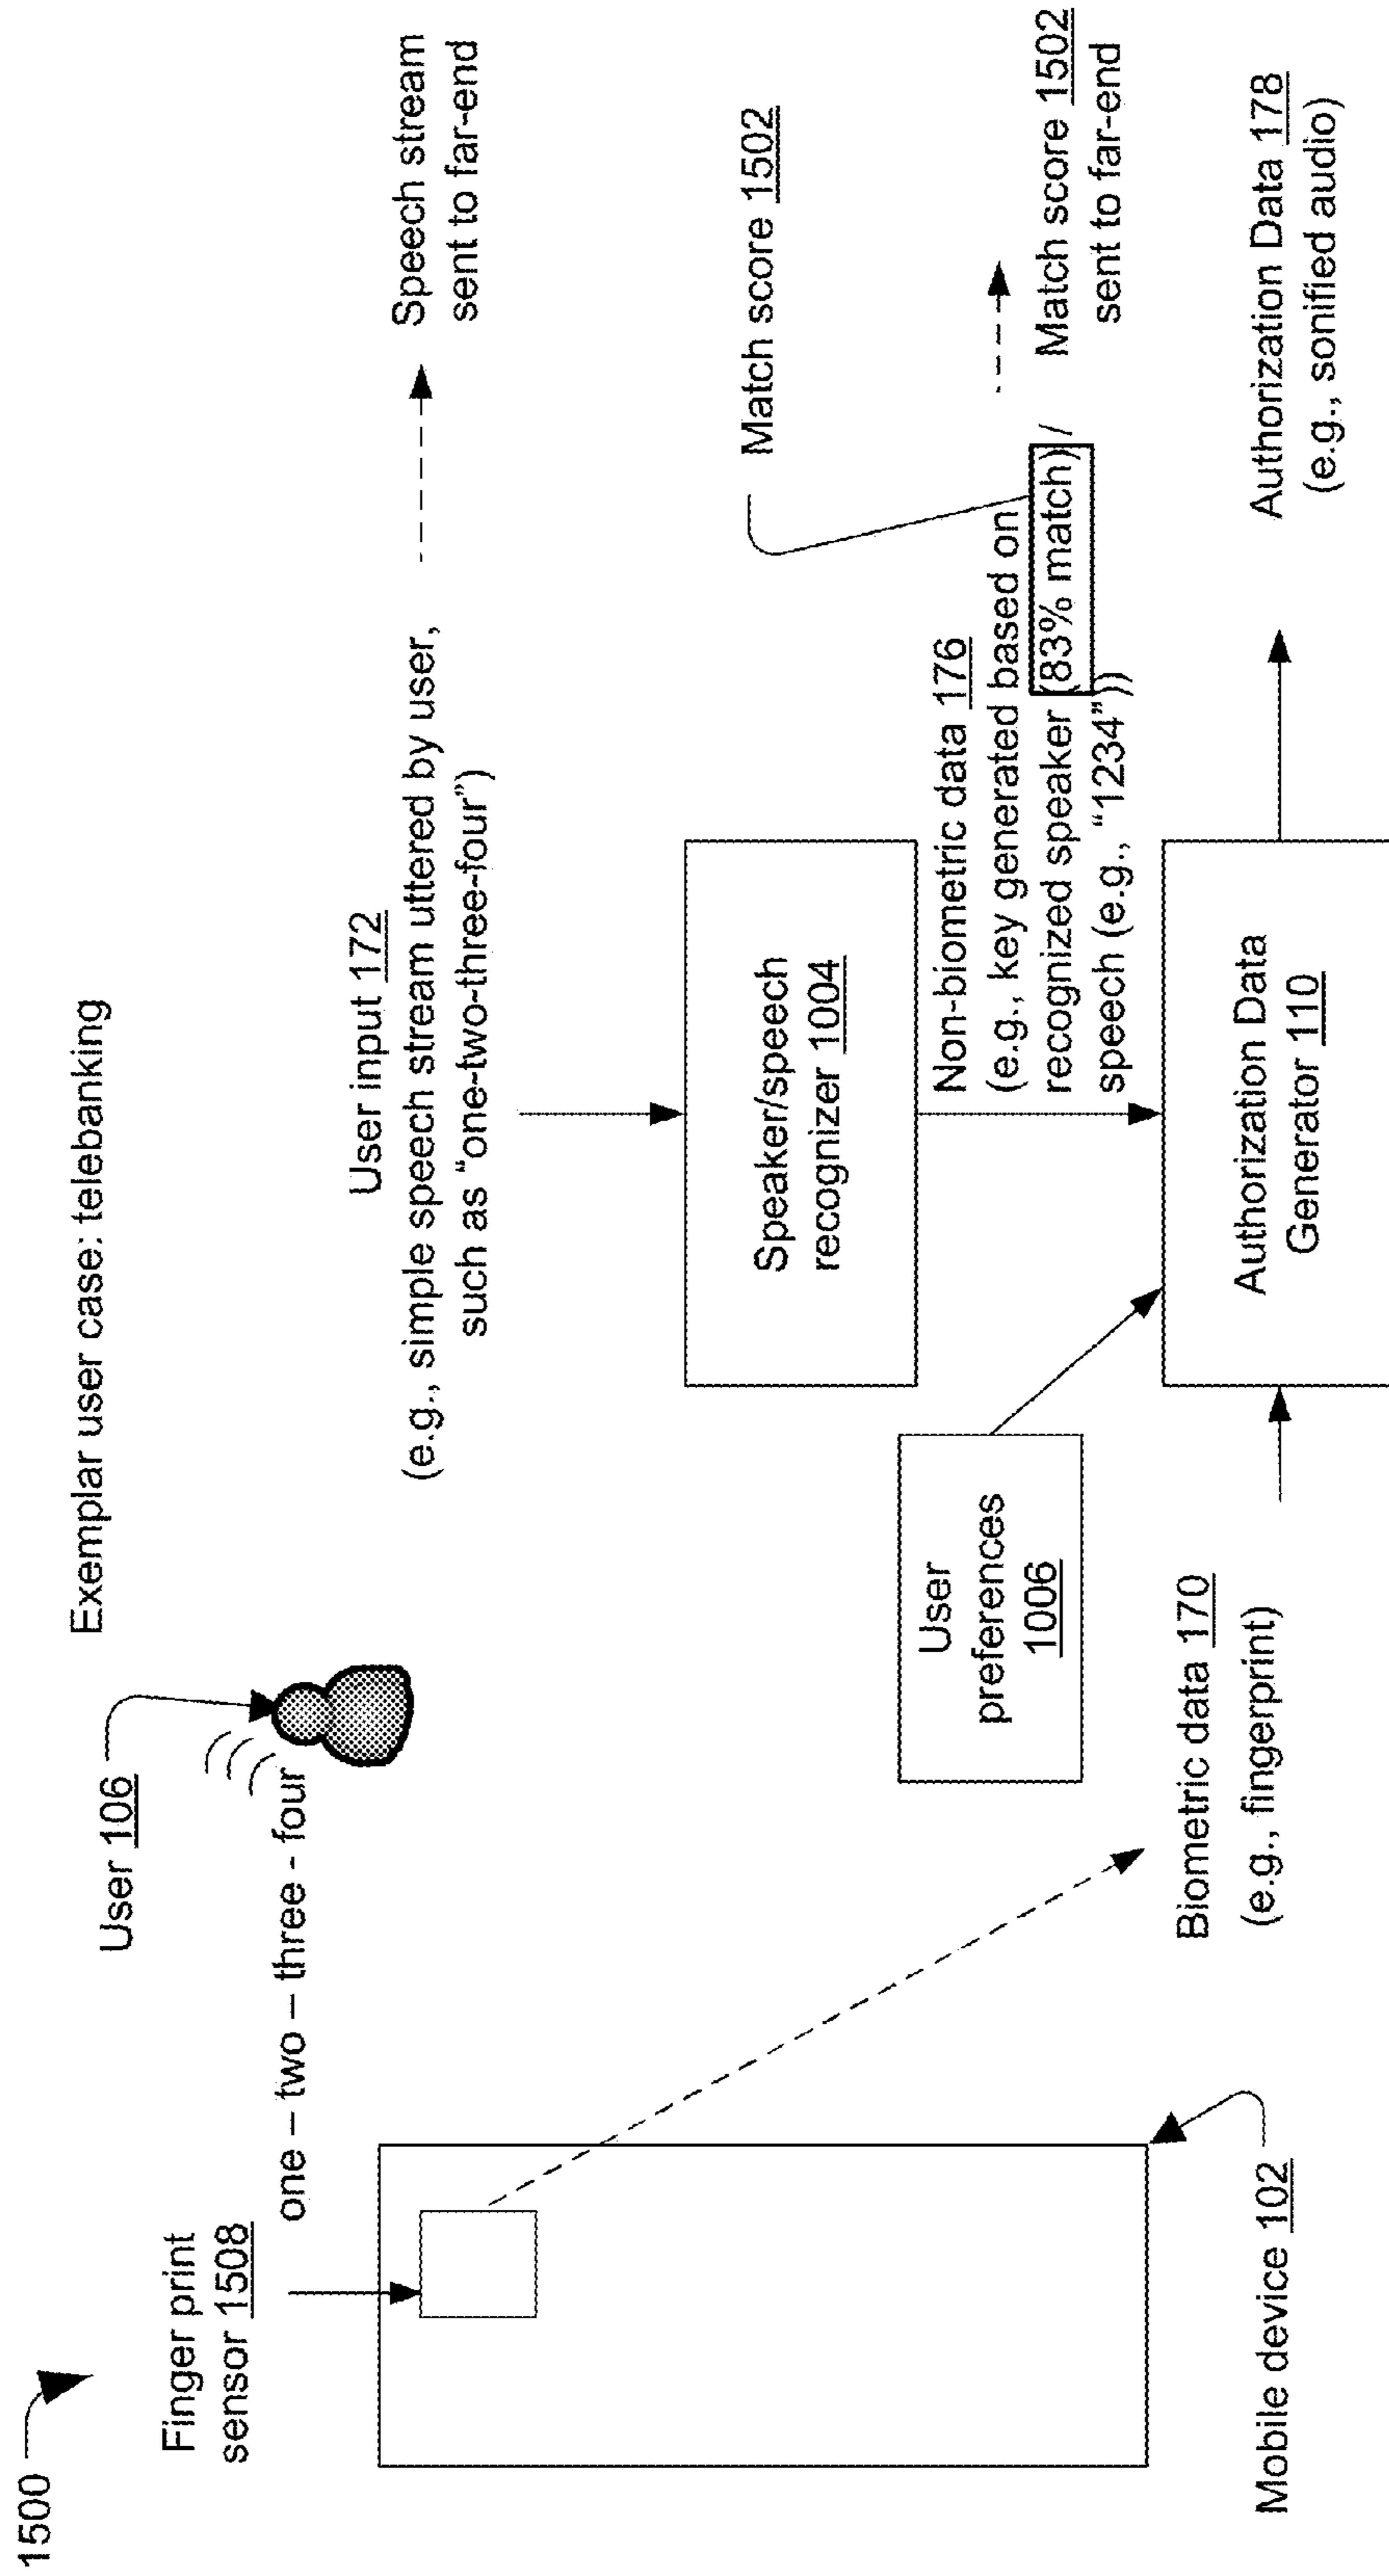 1500
Exemplar user case: telebanking
User 106
Finger print
sensor 1508
one – two – three - four
User input 172
(e.g., simple speech stream uttered by user,
such as “one-two-three-four”)
Speech stream
sent to far-end
Speaker/speech
recognizer 1004
Match score 1502
Non-biometric data 176
(e.g., key generated based on
recognized speaker (83% match) /
speech (e.g., “1234”))
Match score 1502
sent to far-end
User
preferences
1006
Biometric data 170
(e.g., fingerprint)
Authorization Data
Generator 110
Authorization Data 178
(e.g., sonified audio)
Mobile device 102